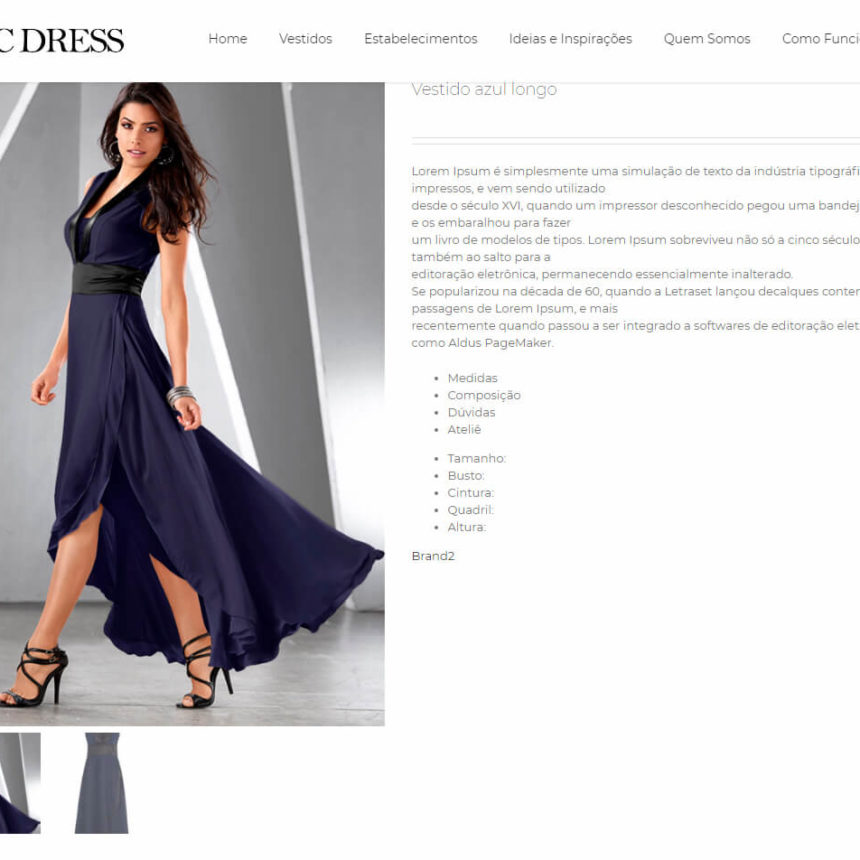 C DRESS
Home Vestidos Estabelecimentos Ideias e Inspirações Quem Somos Como Funci
Vestido azul longo
Lorem Ipsum é simplesmente uma simulação de texto da indústria tipográfi
impressos, e vem sendo utilizado
desde o século XVI, quando um impressor desconhecido pegou uma bandej
e os embaralhou para fazer
um livro de modelos de tipos. Lorem Ipsum sobreviveu não só a cinco século
também ao salto para a
editoração eletrônica, permanecendo essencialmente inalterado.
Se popularizou na década de 60, quando a Letraset lançou decalques conter
passagens de Lorem Ipsum, e mais
recentemente quando passou a ser integrado a softwares de editoração elet
como Aldus PageMaker.
• Medidas
• Composição
• Dúvidas
• Ateliê
• Tamanho:
• Busto:
• Cintura:
• Quadril:
• Altura:
Brand2